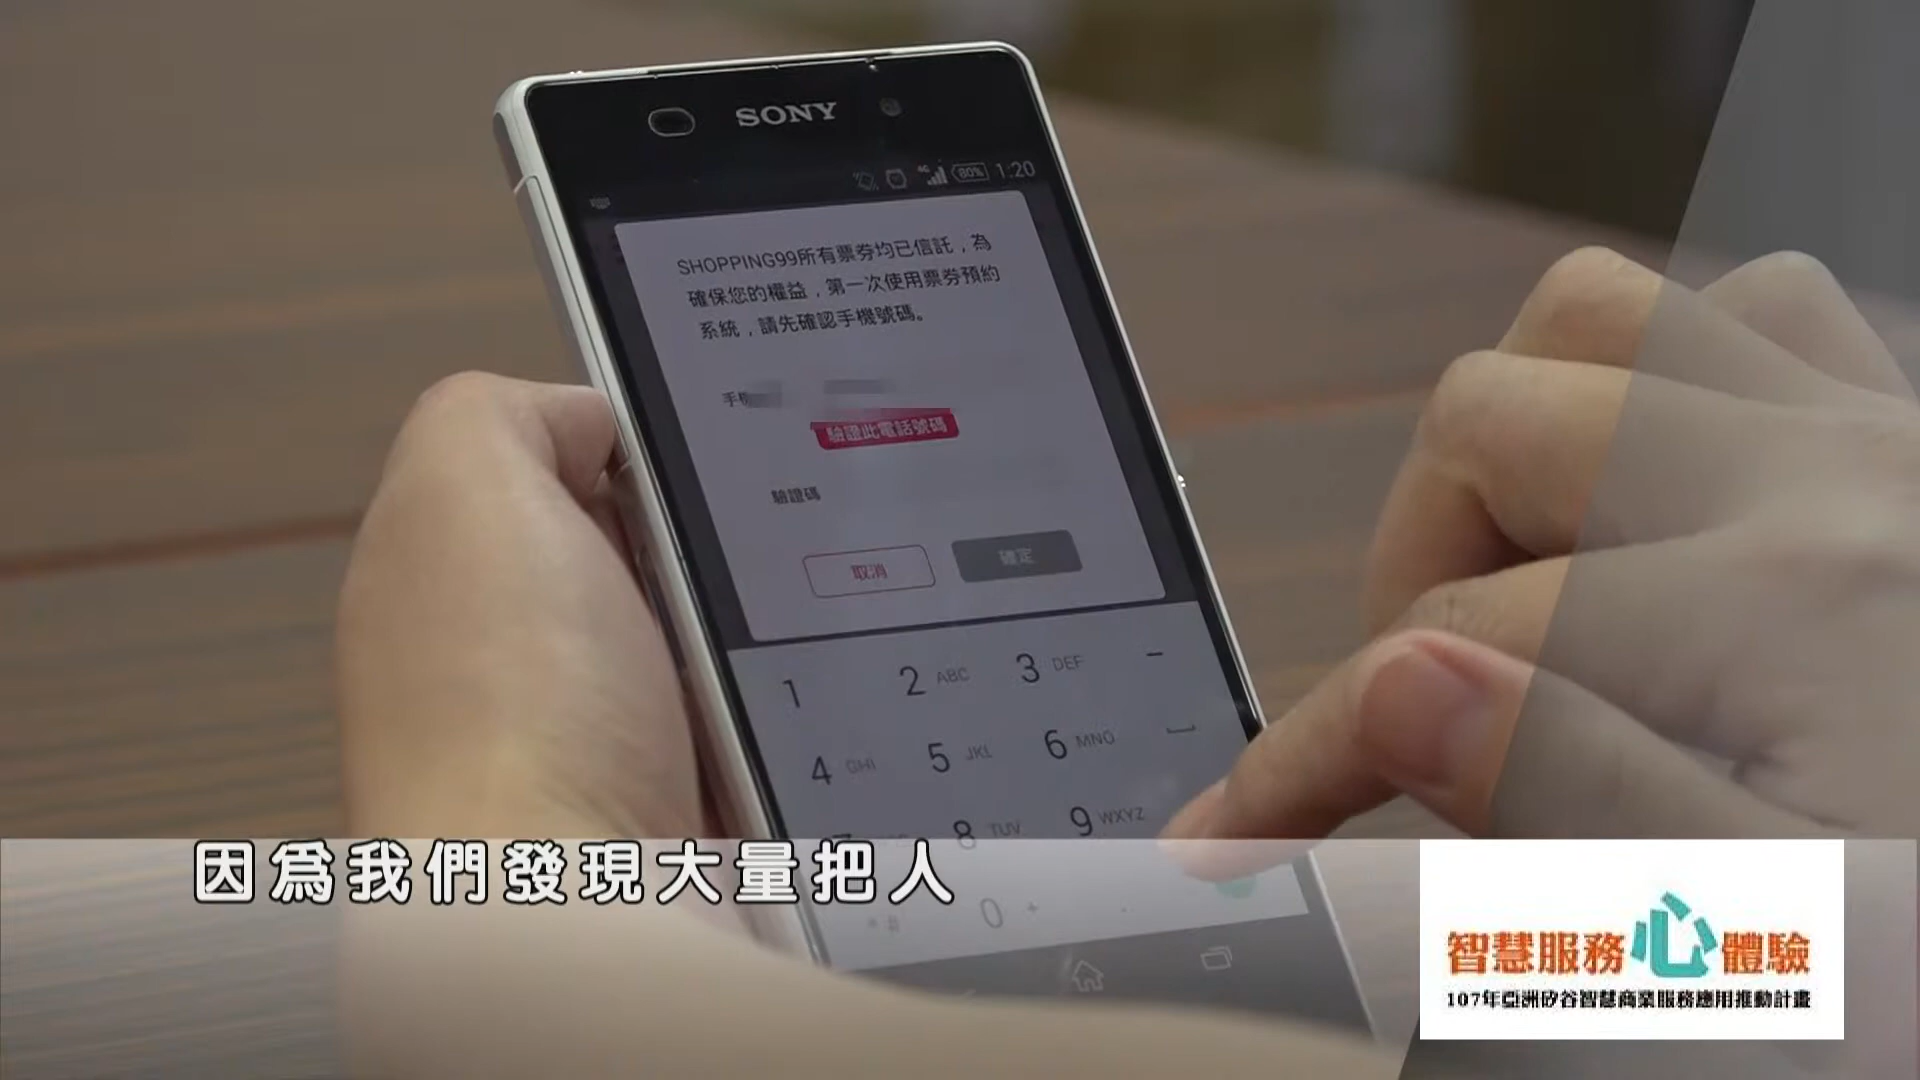 SONY
80% 1:20
SHOPPING99所有票券均已信託，為
確保您的權益，第一次使用票券預約
系統，請先確認手機號碼。
手機
驗證此電話號碼
驗證碼
取消 確定
1 2 ABC 3 DEF -
4 GHI 5 JKL 6 MNO
7 8 TUV 9 WXYZ
* # 0 +
因為我們發現大量把人
智慧服務心體驗
107年亞洲矽谷智慧商業服務應用推動計畫